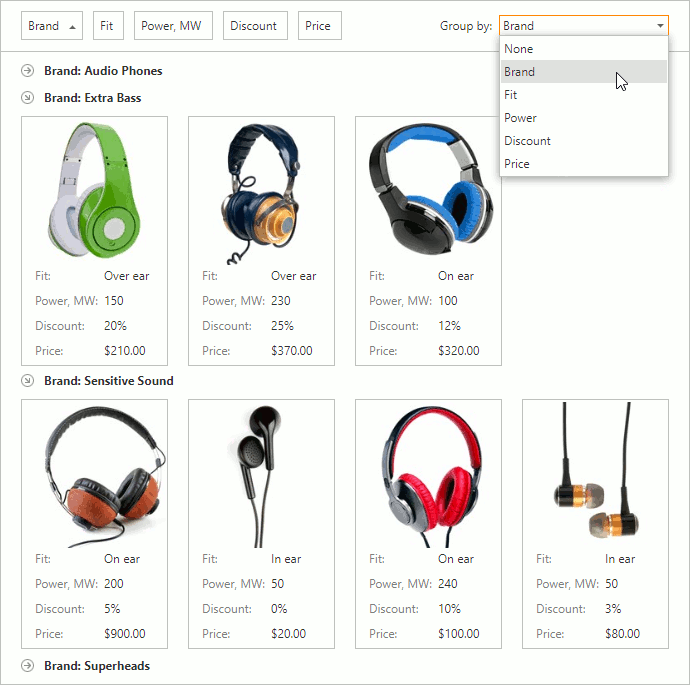 Brand Fit Power, MW Discount Price Group by: Brand
None
Brand
Fit
Power
Discount
Price
Brand: Audio Phones
Brand: Extra Bass
Fit: Over ear Fit: Over ear Fit: On ear
Power, MW: 150 Power, MW: 230 Power, MW: 100
Discount: 20% Discount: 25% Discount: 12%
Price: $210.00 Price: $370.00 Price: $320.00
Brand: Sensitive Sound
Fit: On ear Fit: In ear Fit: On ear Fit: In ear
Power, MW: 200 Power, MW: 50 Power, MW: 240 Power, MW: 50
Discount: 5% Discount: 0% Discount: 10% Discount: 3%
Price: $900.00 Price: $20.00 Price: $100.00 Price: $80.00
Brand: Superheads